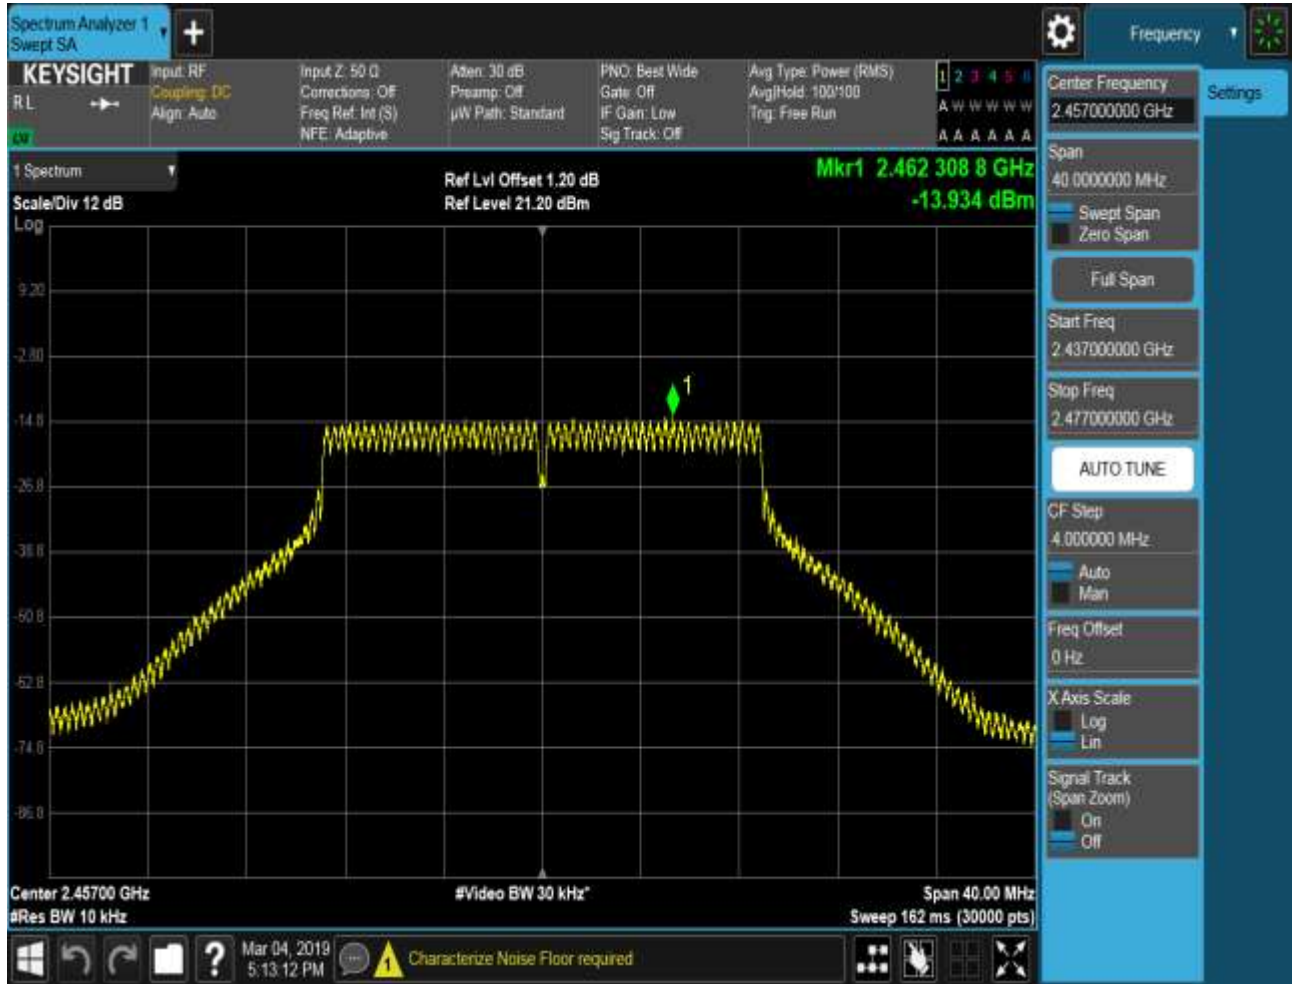 Spectrum Analyzer 1
Swept SA
+
Frequency
KEYSIGHT
R L
Input: RF
Coupling: DC
Align: Auto
Input Z: 50 Ω
Corrections: Off
Freq Ref: Int (S)
NFE: Adaptive
Atten: 30 dB
Preamp: Off
µW Path: Standard
PNO: Best Wide
Gate: Off
IF Gain: Low
Sig Track: Off
Avg Type: Power (RMS)
Avg|Hold: 100/100
Trig: Free Run
1 2 3 4 5 6
A W W W W W
A A A A A A
1 Spectrum
Scale/Div 12 dB
Log
Ref Lvl Offset 1.20 dB
Ref Level 21.20 dBm
Mkr1 2.462 308 8 GHz
-13.934 dBm
9.20
-2.80
-14.8
-26.8
-38.8
-50.8
-62.8
-74.8
-86.8
1
Center 2.45700 GHz
#Res BW 10 kHz
#Video BW 30 kHz*
Span 40.00 MHz
Sweep 162 ms (30000 pts)
Center Frequency
2.457000000 GHz
Settings
Span
40.0000000 MHz
Swept Span
Zero Span
Full Span
Start Freq
2.437000000 GHz
Stop Freq
2.477000000 GHz
AUTO TUNE
CF Step
4.000000 MHz
Auto
Man
Freq Offset
0 Hz
X Axis Scale
Log
Lin
Signal Track
(Span Zoom)
On
Off
?
Mar 04, 2019
5:13:12 PM
1
Characterize Noise Floor required